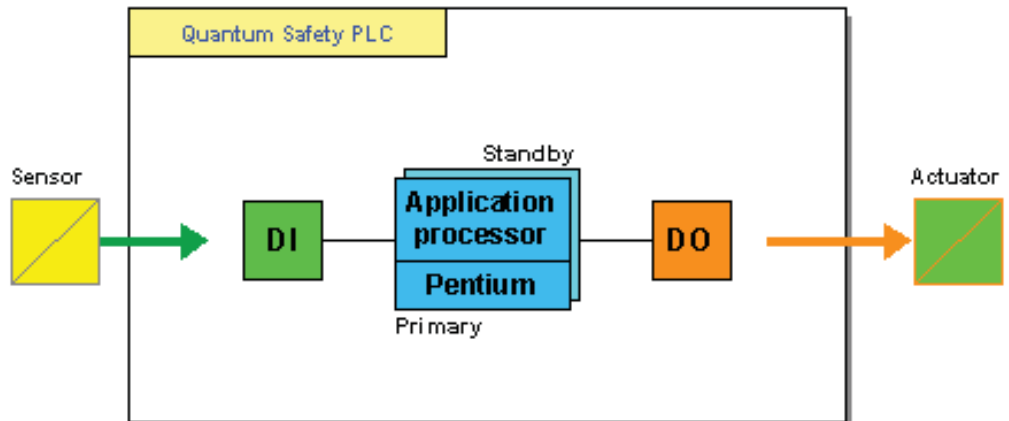 Quantum Safety PLC
Standby
Sensor
Actuator
Application
processor
DI
DO
Pentium
Primary